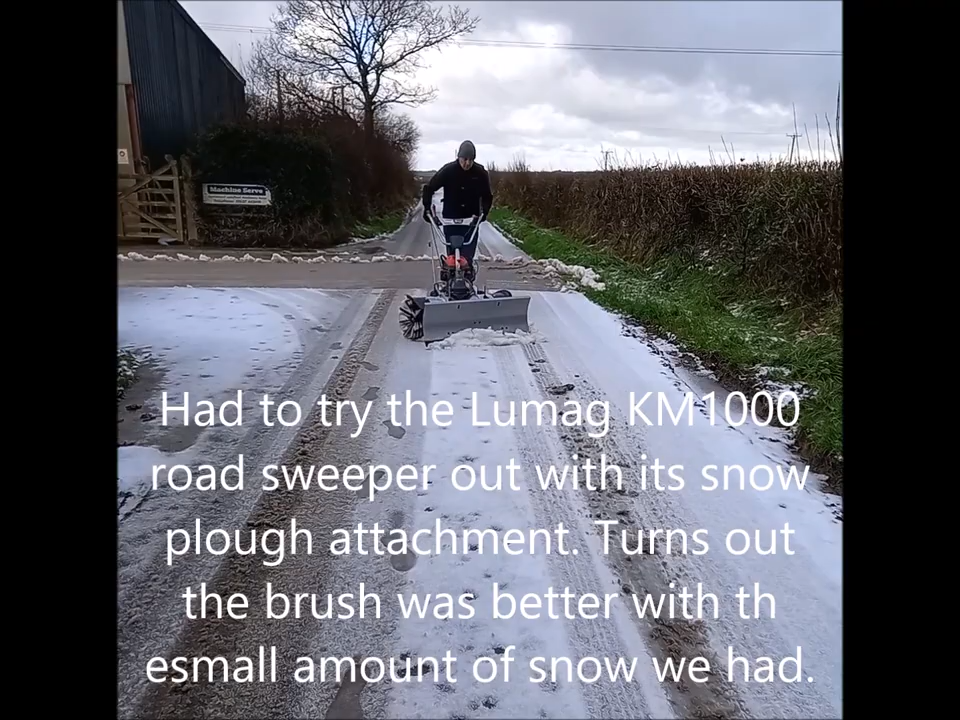 Machine Serve
Had to try the Lumag KM1000
road sweeper out with its snow
plough attachment. Turns out
the brush was better with th
esmall amount of snow we had.